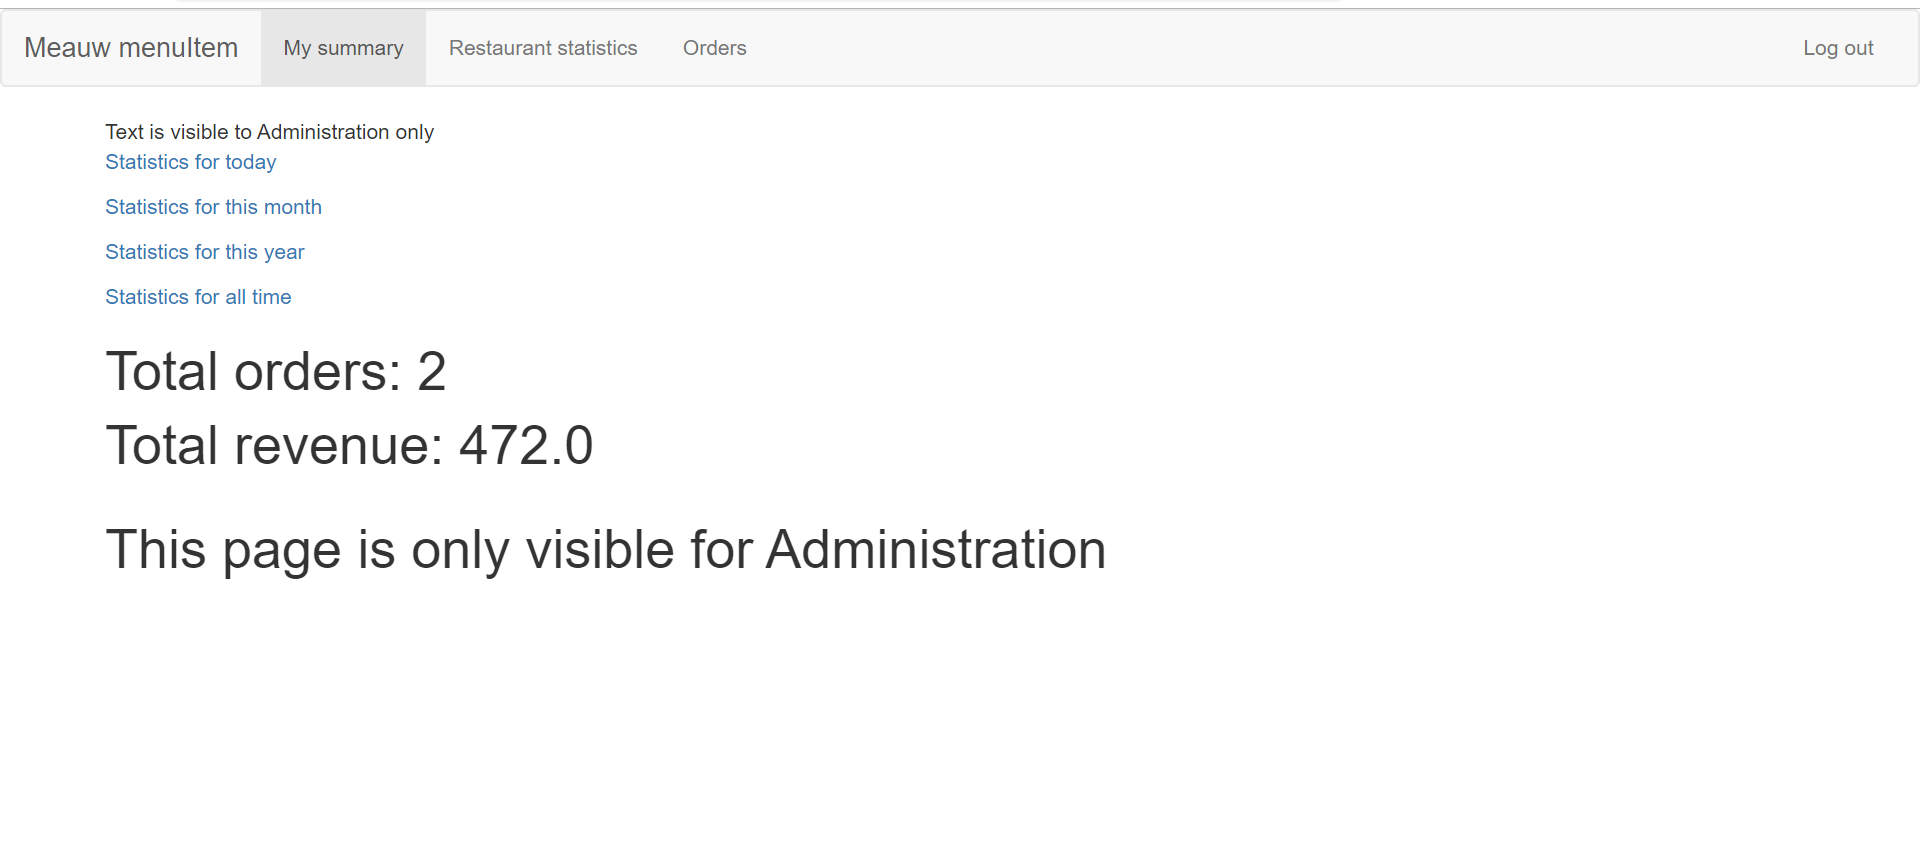 Meauw menuItem My summary Restaurant statistics Orders Log out
Text is visible to Administration only
Statistics for today
Statistics for this month
Statistics for this year
Statistics for all time
Total orders: 2
Total revenue: 472.0
This page is only visible for Administration